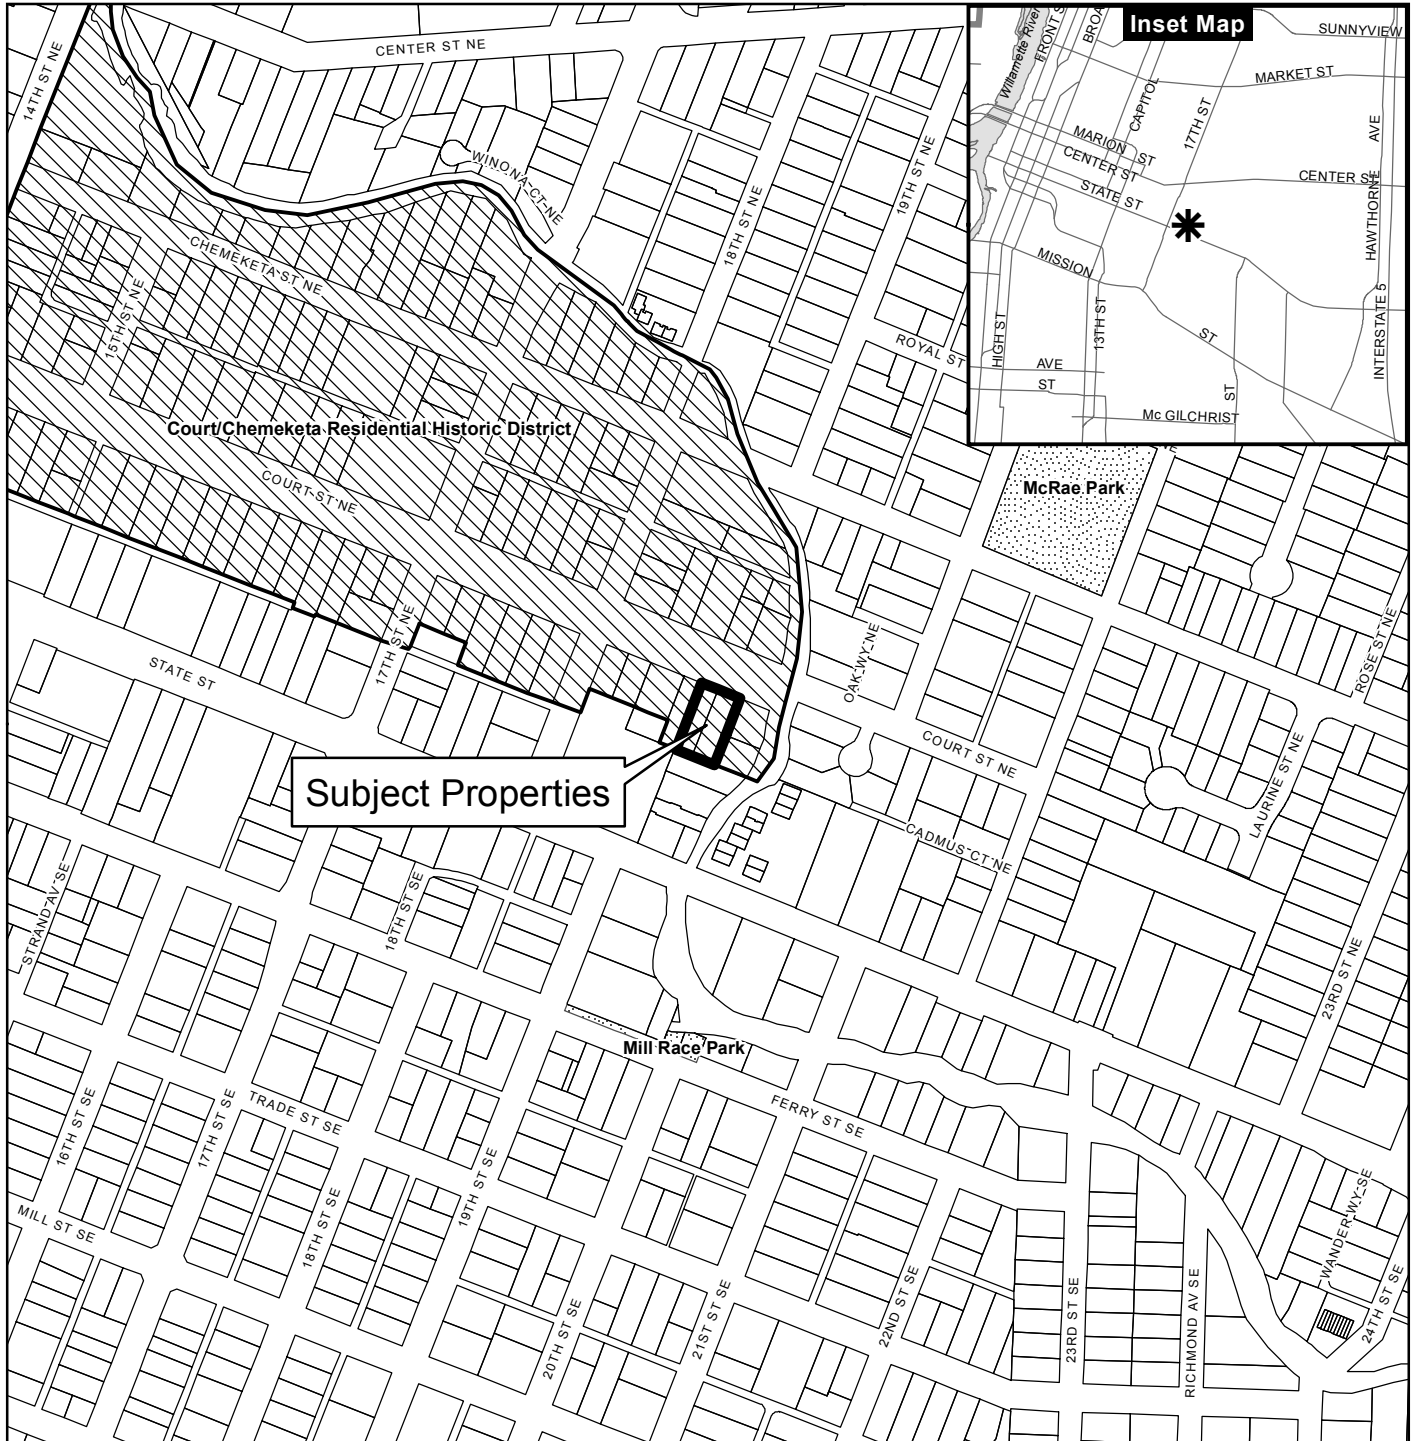 CENTER ST NE
14TH ST NE
WINONA CT NE
18TH ST NE
19TH ST NE
CHEMEKETA ST NE
15TH ST NE
ROYAL ST
Court/Chemeketa Residential Historic District
COURT ST NE
McRae Park
17TH ST NE
STATE ST
OAK WY NE
ROSE ST NE
COURT ST NE
LAURINE ST NE
Subject Properties
CADMUS CT NE
STRAND AV SE
18TH ST SE
23RD ST NE
Mill Race Park
16TH ST SE
17TH ST SE
TRADE ST SE
FERRY ST SE
18TH ST SE
19TH ST SE
MILL ST SE
WANDER WY SE
20TH ST SE
21ST ST SE
22ND ST SE
23RD ST SE
RICHMOND AV SE
24TH ST SE
Inset Map
Willamette River
FRONT S
BROA
SUNNYVIEW
MARKET ST
CAPITOL
17TH ST
MARION ST
CENTER ST
STATE ST
CENTER ST
HAWTHORNE AVE
MISSION ST
HIGH ST
13TH ST
INTERSTATE 5
AVE
ST
ST
Mc GILCHRIST